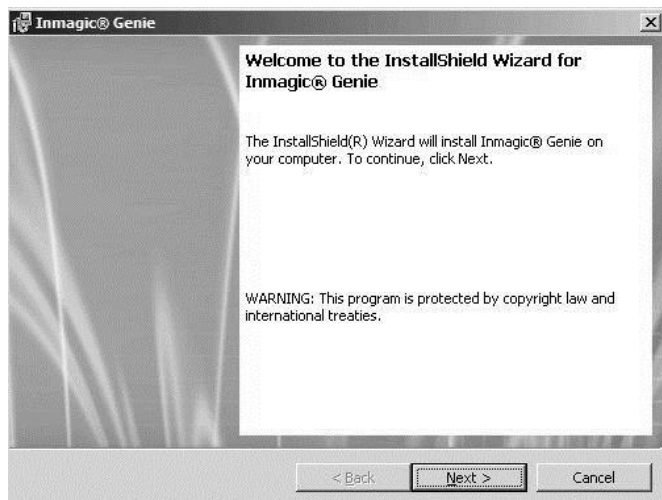 Inmagic® Genie
Welcome to the InstallShield Wizard for
Inmagic® Genie
The InstallShield(R) Wizard will install Inmagic® Genie on
your computer. To continue, click Next.
WARNING: This program is protected by copyright law and
international treaties.
< Back
Next >
Cancel